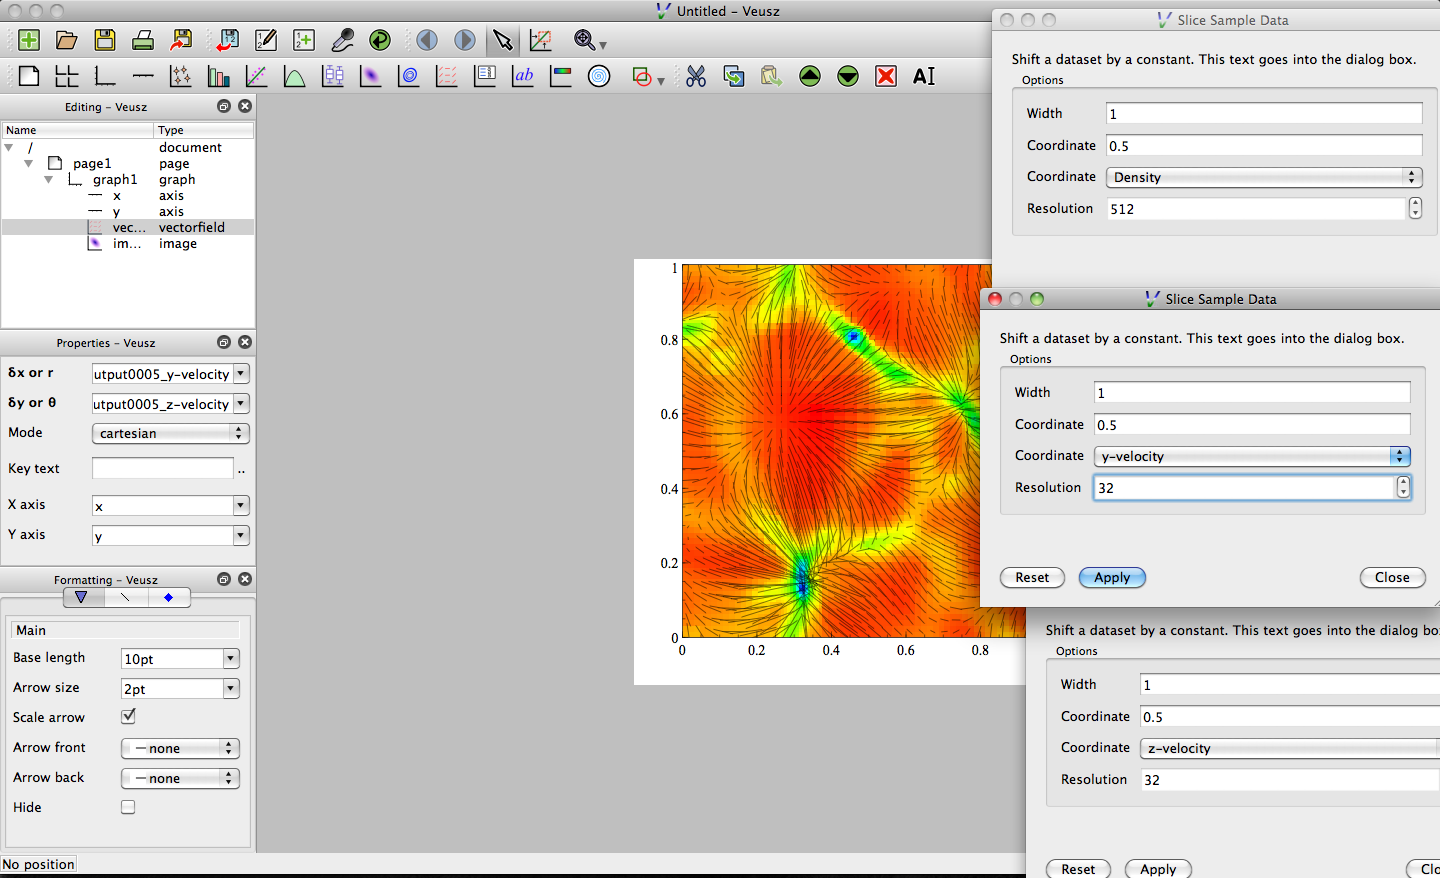 Untitled – Veusz
Editing – Veusz
Name Type
/ document
page1 page
graph1 graph
x axis
y axis
vec... vectorfield
im... image
Properties – Veusz
δx or r utput0005_y-velocity
δy or θ utput0005_z-velocity
Mode cartesian
Key text ..
X axis x
Y axis y
Formatting – Veusz
Main
Base length 10pt
Arrow size 2pt
Scale arrow
Arrow front none
Arrow back none
Hide
No position
ab
12
AI
1
0.8
0.6
0.4
0.2
0
0 0.2 0.4 0.6 0.8
Slice Sample Data
Shift a dataset by a constant. This text goes into the dialog box.
Options
Width 1
Coordinate 0.5
Coordinate Density
Resolution 512
Slice Sample Data
Shift a dataset by a constant. This text goes into the dialog box.
Options
Width 1
Coordinate 0.5
Coordinate y-velocity
Resolution 32
Reset Apply Close
Shift a dataset by a constant. This text goes into the dialog bo
Options
Width 1
Coordinate 0.5
Coordinate z-velocity
Resolution 32
Reset Apply Clo